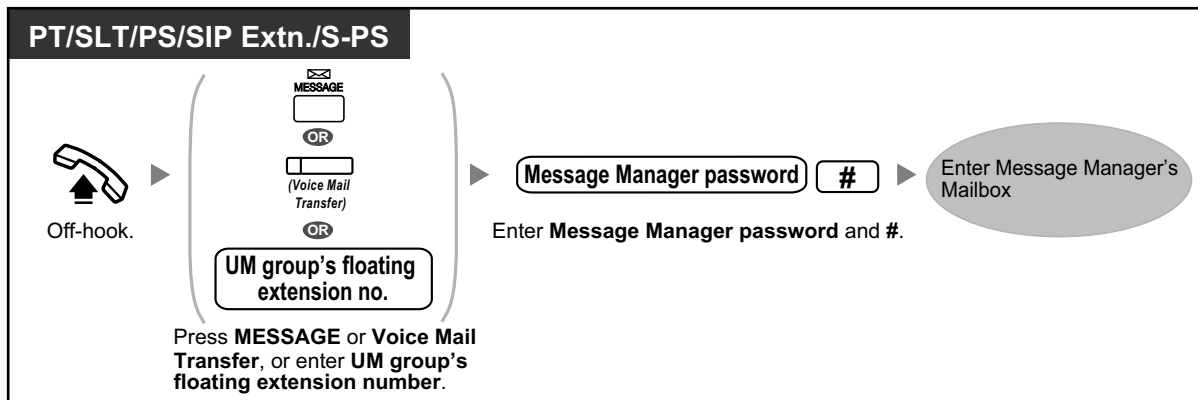 PT/SLT/PS/SIP Extn./S-PS
Off-hook.
MESSAGE
OR
(Voice Mail
Transfer)
OR
UM group’s floating
extension no.
Press MESSAGE or Voice Mail
Transfer, or enter UM group’s
floating extension number.
Message Manager password #
Enter Message Manager password and #.
Enter Message Manager’s
Mailbox